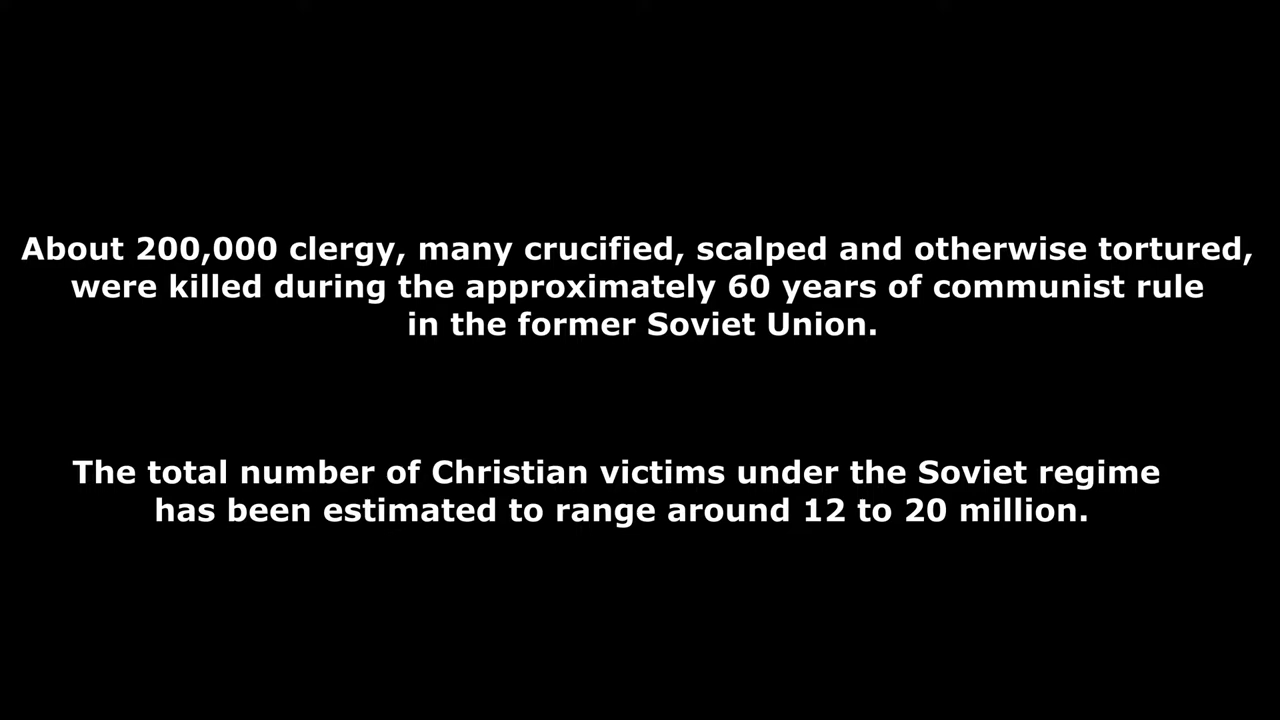 About 200,000 clergy, many crucified, scalped and otherwise tortured,
were killed during the approximately 60 years of communist rule
in the former Soviet Union.
The total number of Christian victims under the Soviet regime
has been estimated to range around 12 to 20 million.